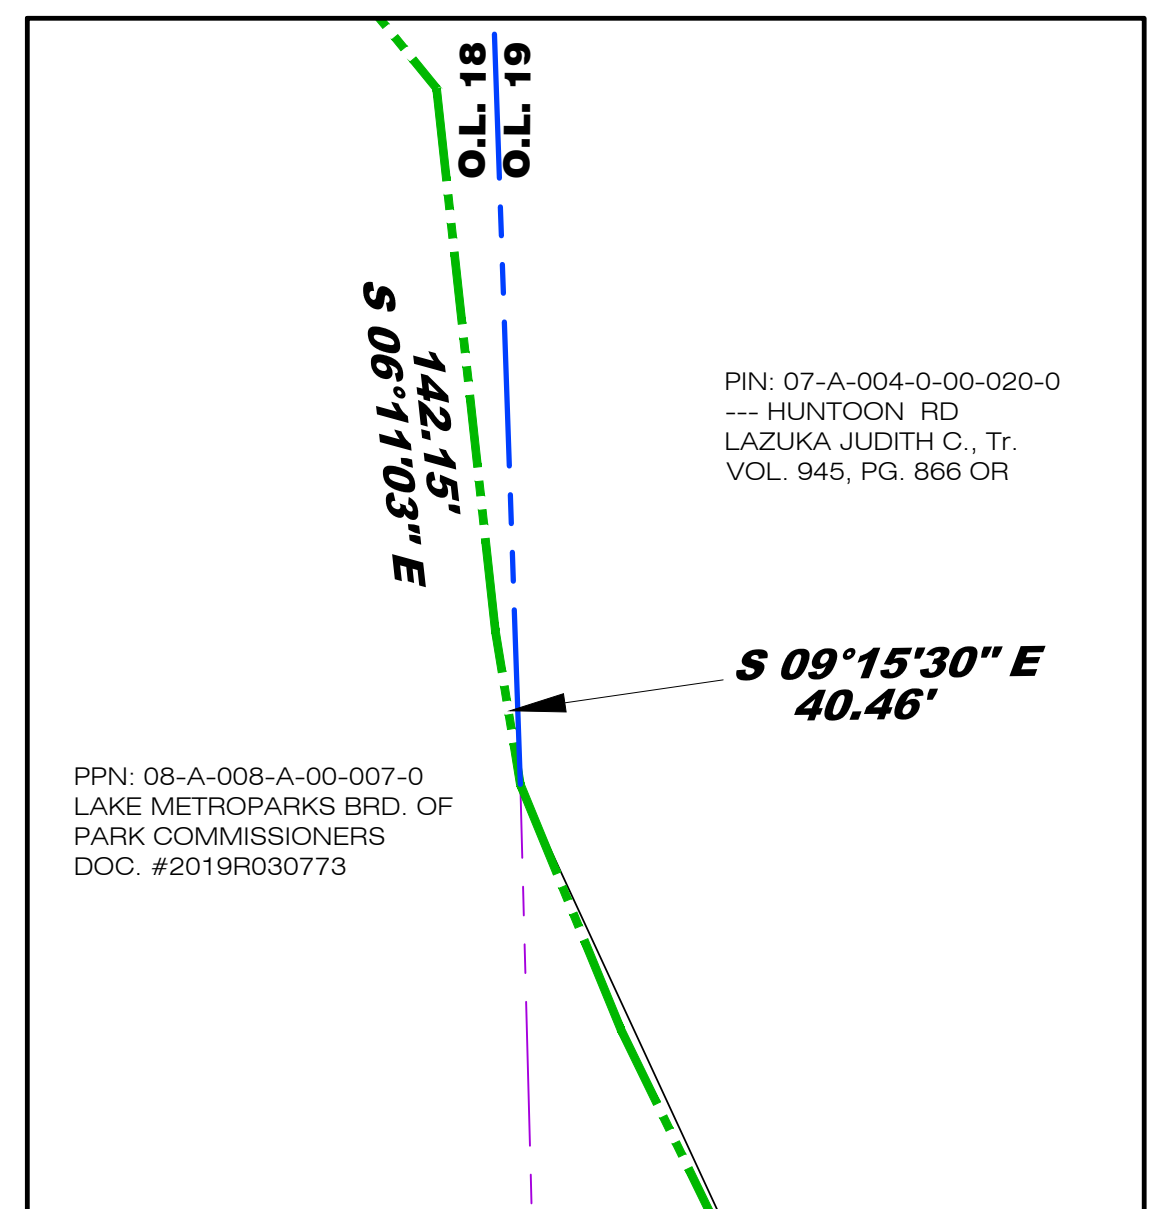 O.L. 18
O.L. 19
142.15'
S 06°11'03" E
PIN: 07-A-004-0-00-020-0
--- HUNTOON RD
LAZUKA JUDITH C., Tr.
VOL. 945, PG. 866 OR
S 09°15'30" E
40.46'
PPN: 08-A-008-A-00-007-0
LAKE METROPARKS BRD. OF
PARK COMMISSIONERS
DOC. #2019R030773